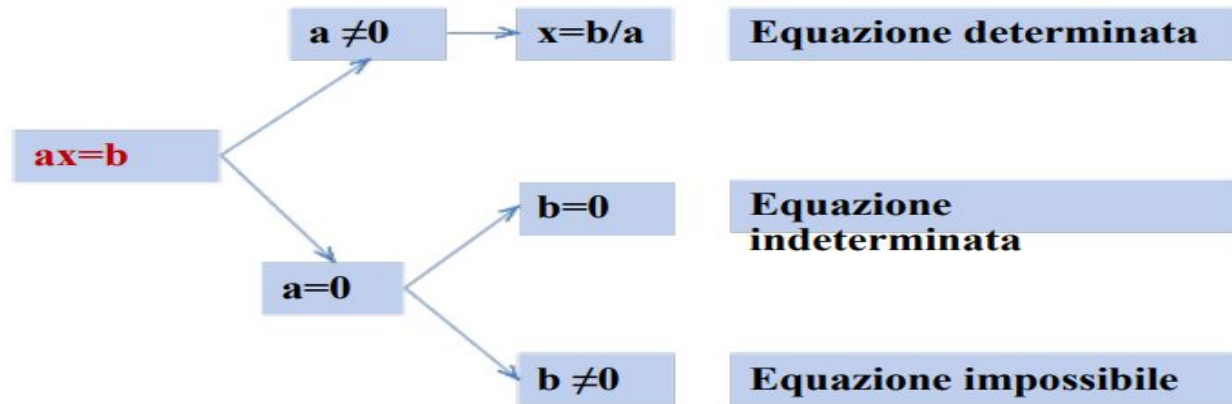 a ≠0
x=b/a
Equazione determinata
ax=b
b=0
Equazione
indeterminata
a=0
b ≠0
Equazione impossibile